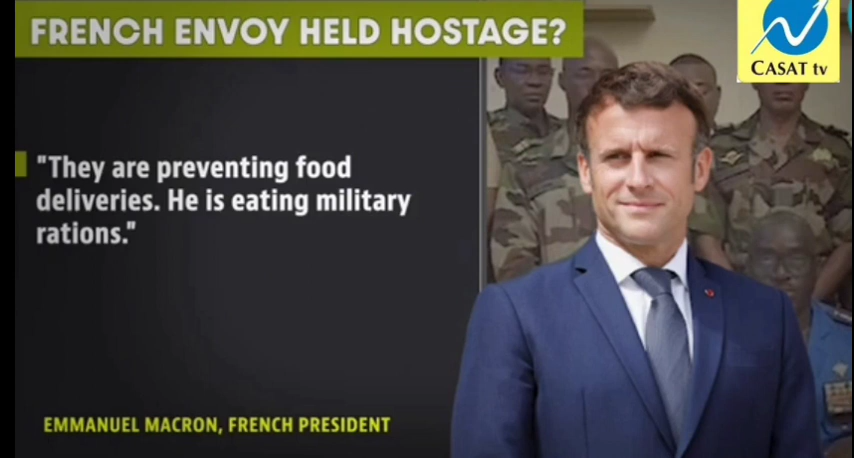 FRENCH ENVOY HELD HOSTAGE?
CASAT tv
"They are preventing food
deliveries. He is eating military
rations."
EMMANUEL MACRON, FRENCH PRESIDENT